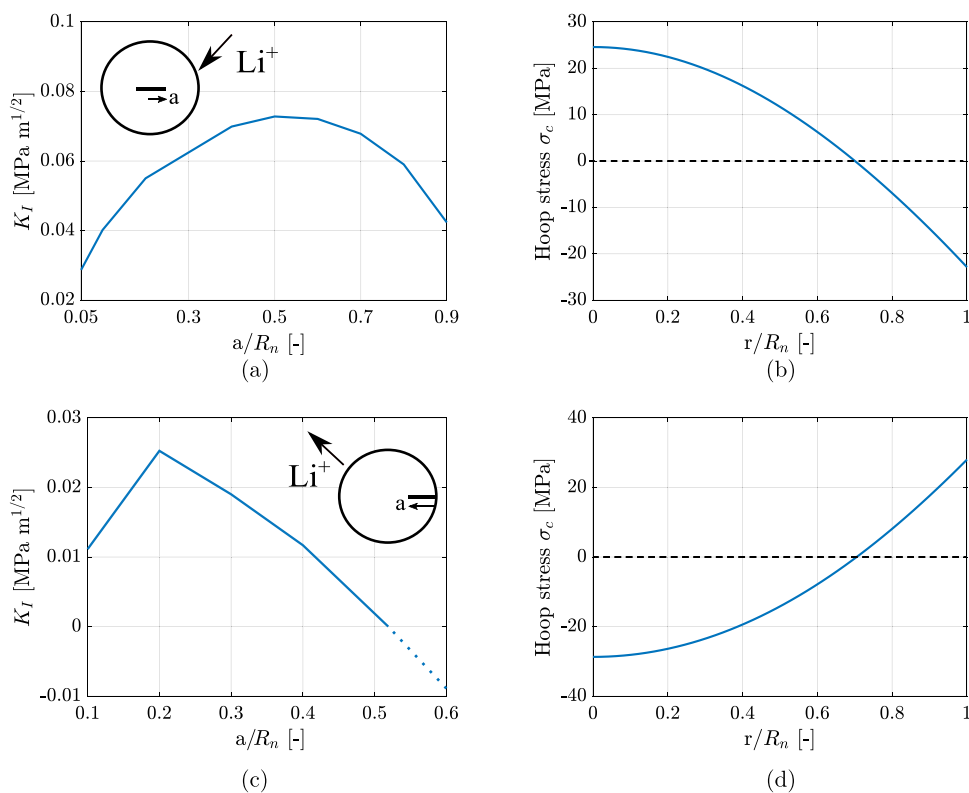 0.1
0.08
0.06
0.04
0.02
K_I [MPa m^{1/2}]
Li^+
a
0.05 0.3 0.5 0.7 0.9
a/R_n [-]
(a)
30
20
10
0
-10
-20
-30
Hoop stress σ_c [MPa]
0 0.2 0.4 0.6 0.8 1
r/R_n [-]
(b)
0.03
0.02
0.01
0
-0.01
K_I [MPa m^{1/2}]
Li^+
a
0.1 0.2 0.3 0.4 0.5 0.6
a/R_n [-]
(c)
40
20
0
-20
-40
Hoop stress σ_c [MPa]
0 0.2 0.4 0.6 0.8 1
r/R_n [-]
(d)